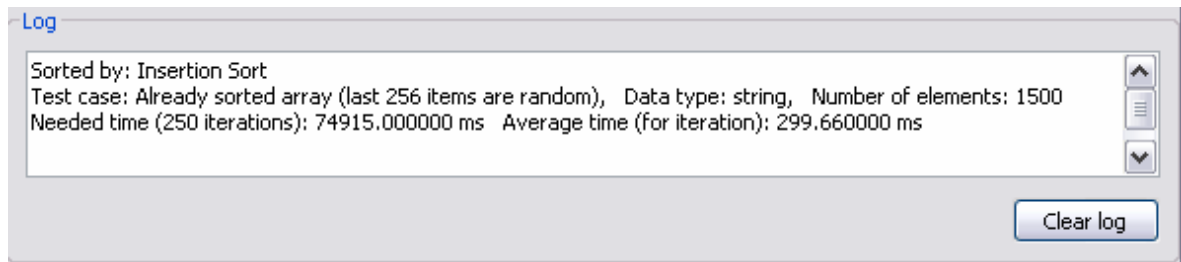 Log
Sorted by: Insertion Sort
Test case: Already sorted array (last 256 items are random),   Data type: string,   Number of elements: 1500
Needed time (250 iterations): 74915.000000 ms   Average time (for iteration): 299.660000 ms
Clear log